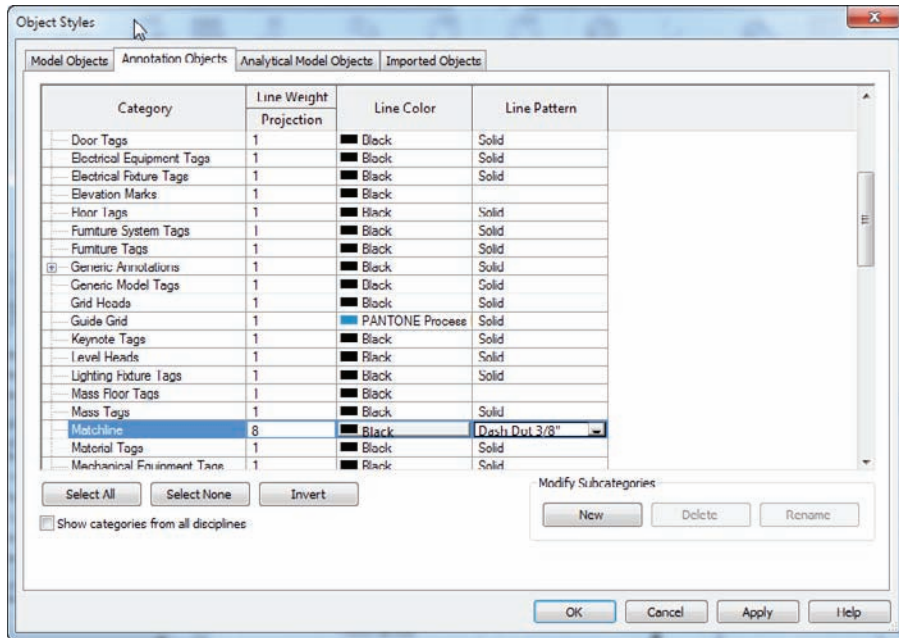 Object Styles
Model Objects Annotation Objects Analytical Model Objects Imported Objects
Category Line Weight Line Color Line Pattern
Projection
Door Tags 1 Black Solid
Electrical Equipment Tags 1 Black Solid
Electrical Fixture Tags 1 Black Solid
Elevation Marks 1 Black
Floor Tags 1 Black Solid
Furniture System Tags 1 Black Solid
Furniture Tags 1 Black Solid
Generic Annotations 1 Black Solid
Generic Model Tags 1 Black Solid
Grid Heads 1 Black Solid
Guide Grid 1 PANTONE Process Solid
Keynote Tags 1 Black Solid
Level Heads 1 Black Solid
Lighting Fixture Tags 1 Black Solid
Mass Floor Tags 1 Black
Mass Tags 1 Black Solid
Matchline 8 Black Dash Dot 3/8"
Material Tags 1 Black Solid
Mechanical Equipment Tags 1 Black Solid
Select All Select None Invert
Modify Subcategories
New Delete Rename
Show categories from all disciplines
OK Cancel Apply Help